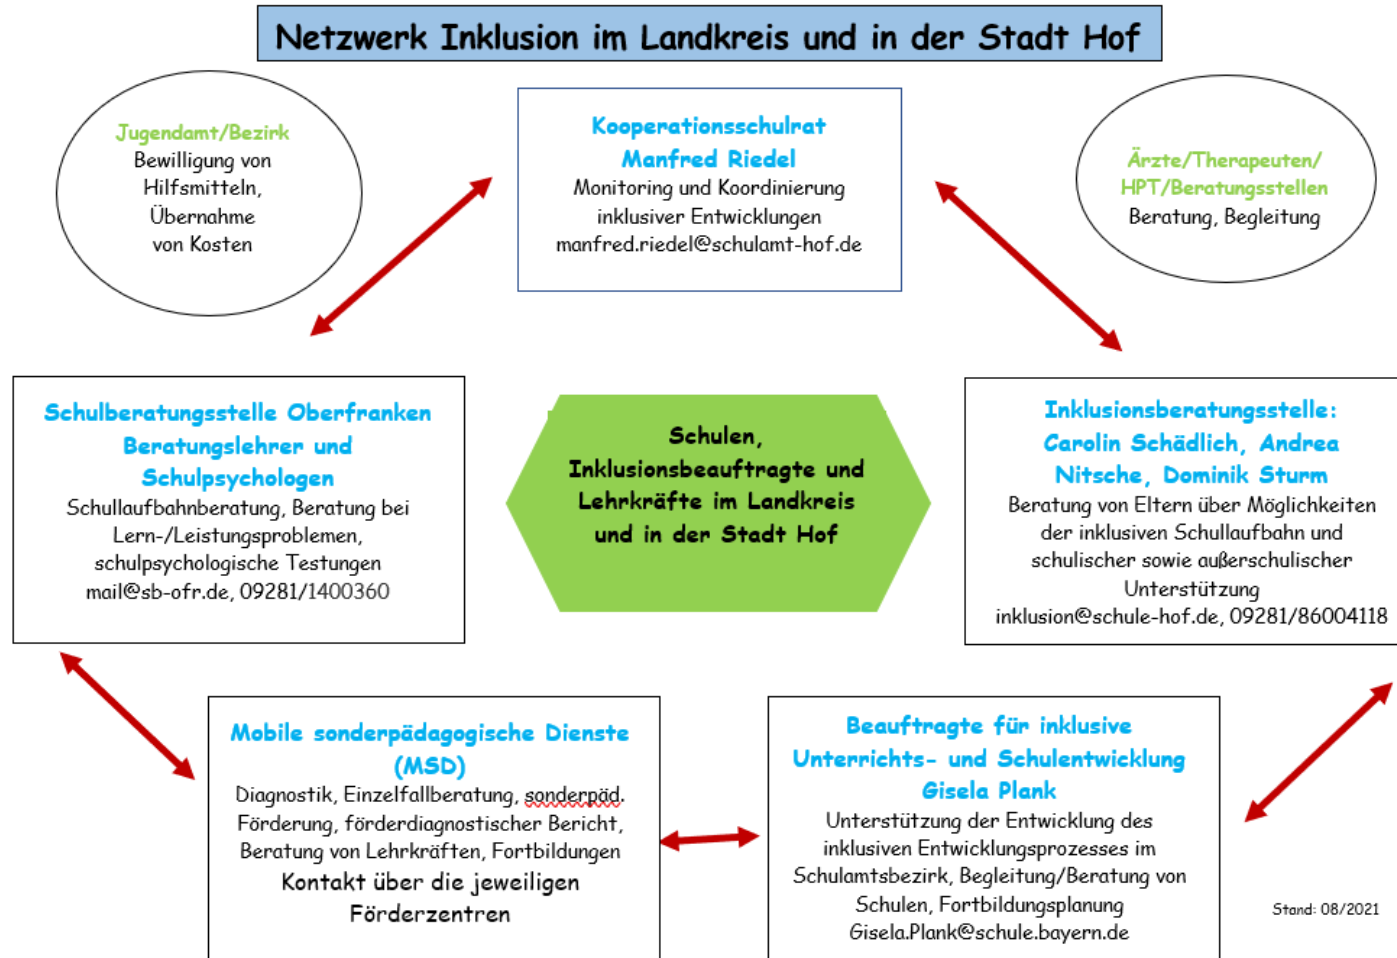 Netzwerk Inklusion im Landkreis und in der Stadt Hof
Jugendamt/Bezirk
Bewilligung von
Hilfsmitteln,
Übernahme
von Kosten
Kooperationsschulrat
Manfred Riedel
Monitoring und Koordinierung
inklusiver Entwicklungen
manfred.riedel@schulamt-hof.de
Ärzte/Therapeuten/
HPT/Beratungsstellen
Beratung, Begleitung
Schulberatungsstelle Oberfranken
Beratungslehrer und
Schulpsychologen
Schullaufbahnberatung, Beratung bei
Lern-/Leistungsproblemen,
schulpsychologische Testungen
mail@sb-ofr.de, 09281/1400360
Schulen,
Inklusionsbeauftragte und
Lehrkräfte im Landkreis
und in der Stadt Hof
Inklusionsberatungsstelle:
Carolin Schädlich, Andrea
Nitsche, Dominik Sturm
Beratung von Eltern über Möglichkeiten
der inklusiven Schullaufbahn und
schulischer sowie außerschulischer
Unterstützung
inklusion@schule-hof.de, 09281/86004118
Mobile sonderpädagogische Dienste
(MSD)
Diagnostik, Einzelfallberatung, sonderpäd.
Förderung, förderdiagnostischer Bericht,
Beratung von Lehrkräften, Fortbildungen
Kontakt über die jeweiligen
Förderzentren
Beauftragte für inklusive
Unterrichts- und Schulentwicklung
Gisela Plank
Unterstützung der Entwicklung des
inklusiven Entwicklungsprozesses im
Schulamtsbezirk, Begleitung/Beratung von
Schulen, Fortbildungsplanung
Gisela.Plank@schule.bayern.de
Stand: 08/2021